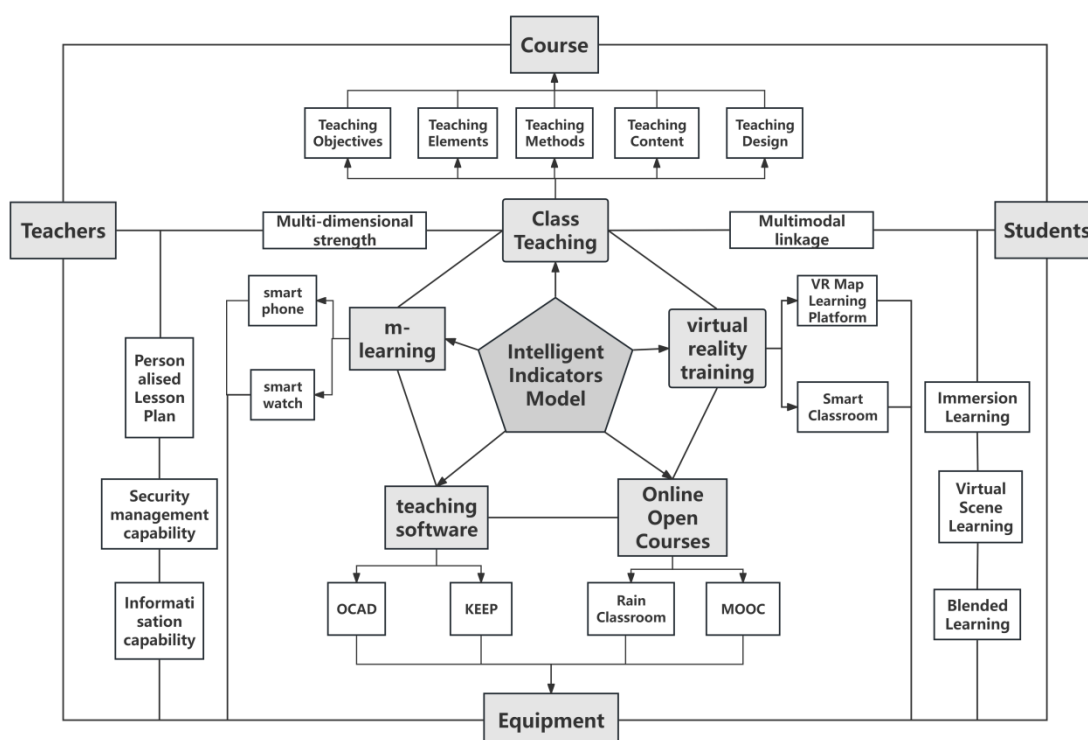 Course
Teaching
Objectives
Teaching
Elements
Teaching
Methods
Teaching
Content
Teaching
Design
Teachers
Multi-dimensional
strength
Class
Teaching
Multimodal
linkage
Students
smart
phone
m-
learning
Intelligent
Indicators
Model
virtual
reality
training
VR Map
Learning
Platform
Person
alised
Lesson
Plan
smart
watch
Smart
Classroom
Immersion
Learning
Security
management
capability
teaching
software
Online
Open
Courses
Virtual
Scene
Learning
Informati
sation
capability
OCAD
KEEP
Rain
Classroom
MOOC
Blended
Learning
Equipment